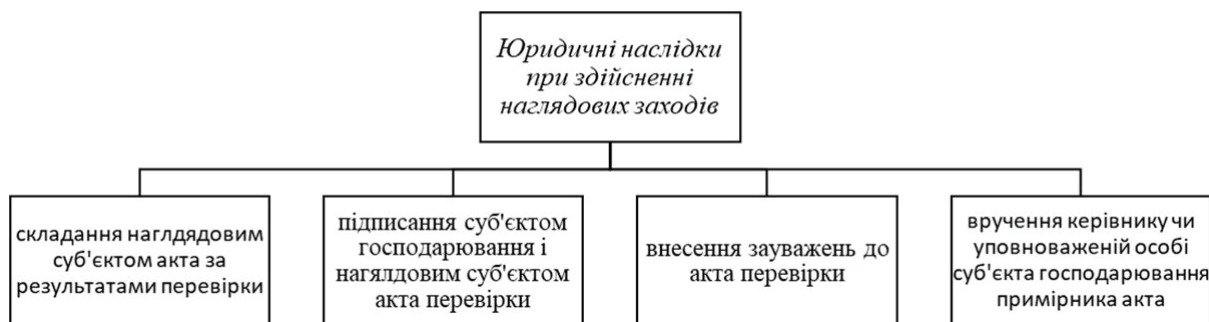 Юридичні наслідки
при здійсненні
наглядових заходів
складання наглдядовим
суб'єктом акта за
результатами перевірки
підписання суб'єктом
господарювання і
нагялдовим суб'єктом
акта перевірки
внесення зауважень до
акта перевірки
вручення керівнику чи
уповноваженій особі
суб'єкта господарювання
примірника акта